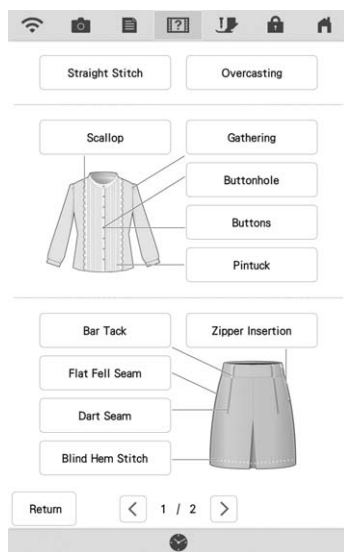 Straight Stitch
Overcasting
Scallop
Gathering
Buttonhole
Buttons
Pintuck
Bar Tack
Zipper Insertion
Flat Fell Seam
Dart Seam
Blind Hem Stitch
Return
1 / 2